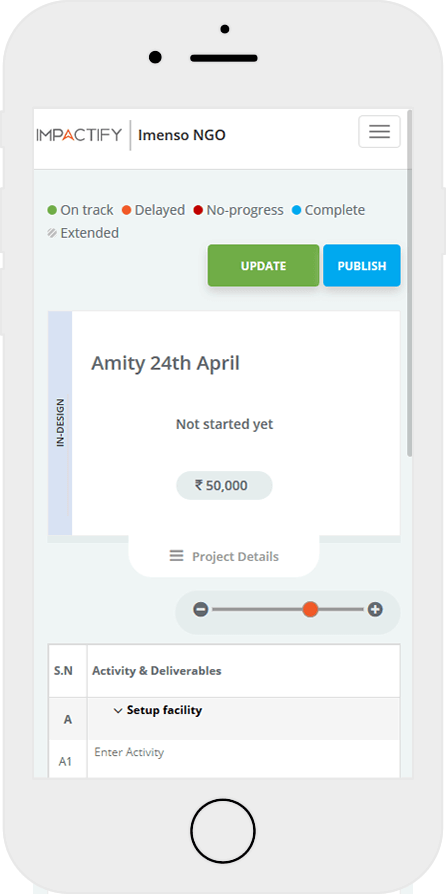 IMPACTIFY Imenso NGO
On track Delayed No-progress Complete
Extended
UPDATE PUBLISH
IN-DESIGN
Amity 24th April
Not started yet
₹ 50,000
Project Details
S.N Activity & Deliverables
A Setup facility
A1 Enter Activity